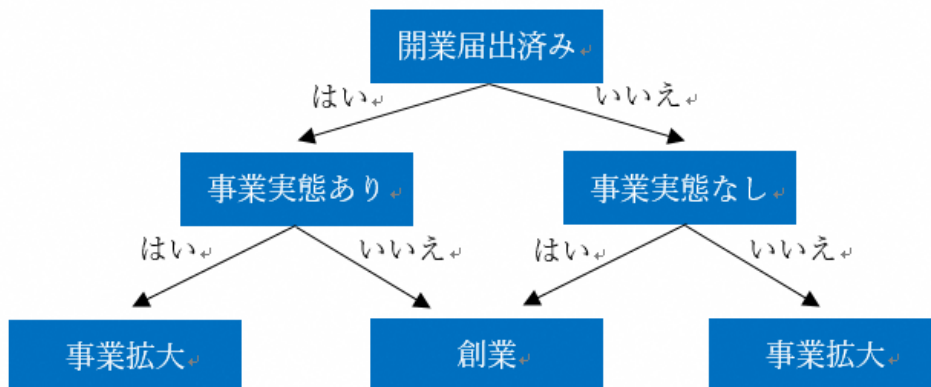 開業届出済み
はい
いいえ
事業実態あり
事業実態なし
はい
いいえ
はい
いいえ
事業拡大
創業
事業拡大